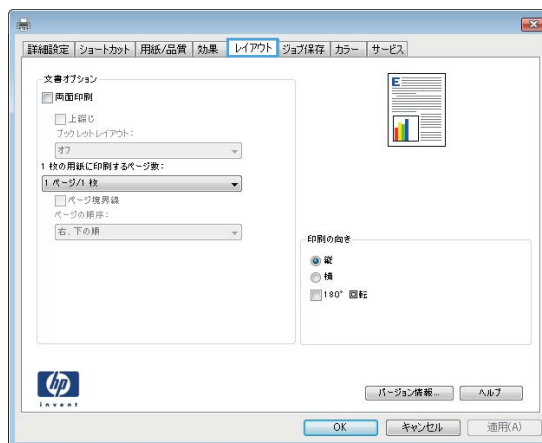 詳細設定 ショートカット 用紙/品質 効果 レイアウト ジョブ保存 カラー サービス
文書オプション
両面印刷
上綴じ
ブックレットレイアウト:
オフ
1 枚の用紙に印刷するページ数:
1 ページ/1 枚
ページ境界線
ページの順序:
右、下の順
E
印刷の向き
縦
横
180° 回転
hp
invent
バージョン情報... ヘルプ
OK キャンセル 適用(A)